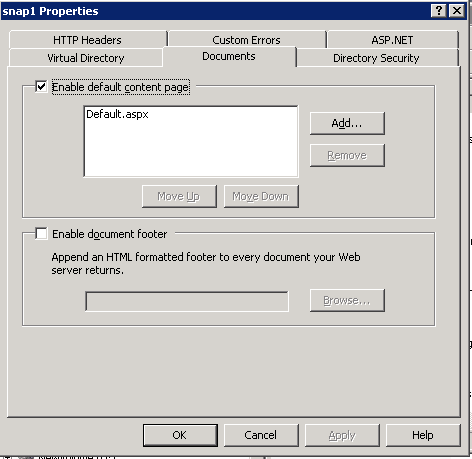 snap1 Properties
HTTP Headers
Custom Errors
ASP.NET
Virtual Directory
Documents
Directory Security
Enable default content page
Default.aspx
Add...
Remove
Move Up
Move Down
Enable document footer
Append an HTML formatted footer to every document your Web
server returns.
Browse...
OK
Cancel
Apply
Help